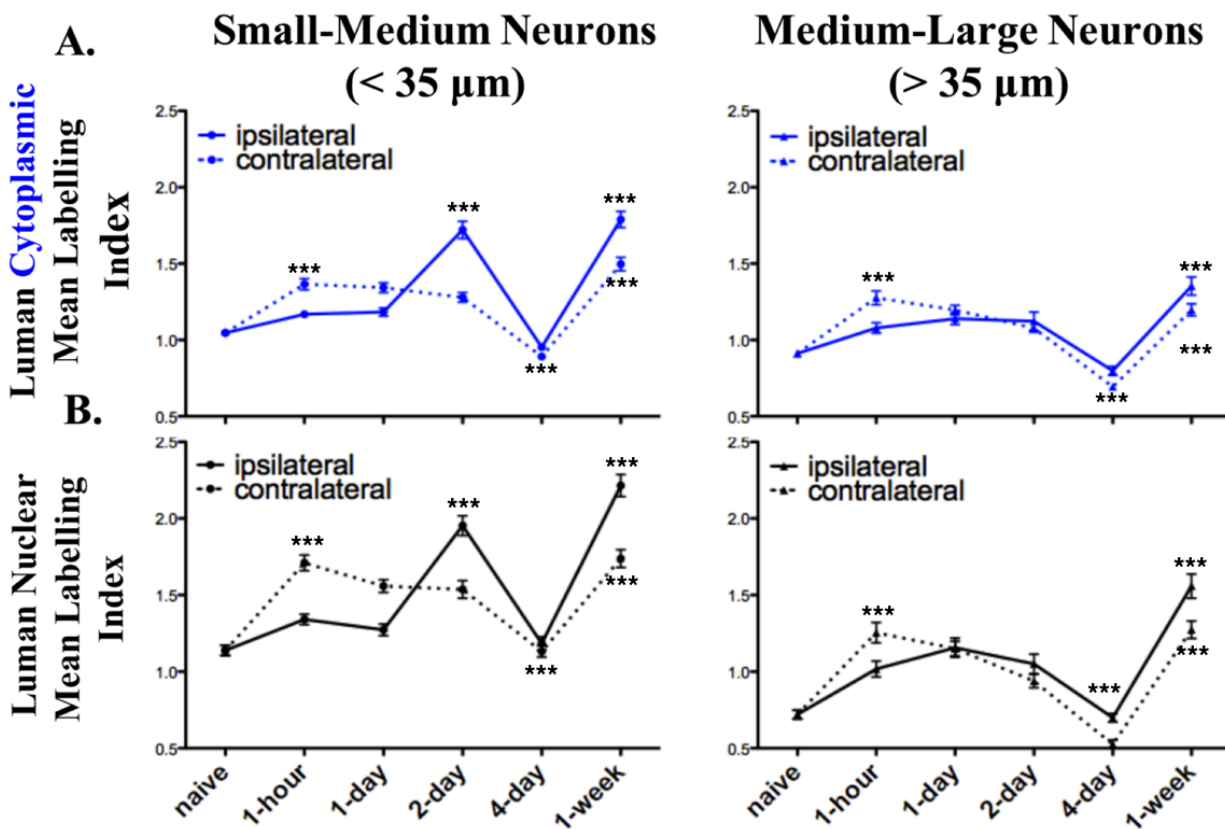 A.
Small-Medium Neurons
(< 35 µm)
Medium-Large Neurons
(> 35 µm)
Luman Cytoplasmic
Mean Labelling
Index
2.5
2.0
1.5
1.0
0.5
ipsilateral
contralateral
***
***
***
***
***
2.5
2.0
1.5
1.0
0.5
ipsilateral
contralateral
***
***
***
***
B.
Luman Nuclear
Mean Labelling
Index
2.5
2.0
1.5
1.0
0.5
ipsilateral
contralateral
***
***
***
***
***
naive
1-hour
1-day
2-day
4-day
1-week
2.5
2.0
1.5
1.0
0.5
ipsilateral
contralateral
***
***
***
***
naive
1-hour
1-day
2-day
4-day
1-week